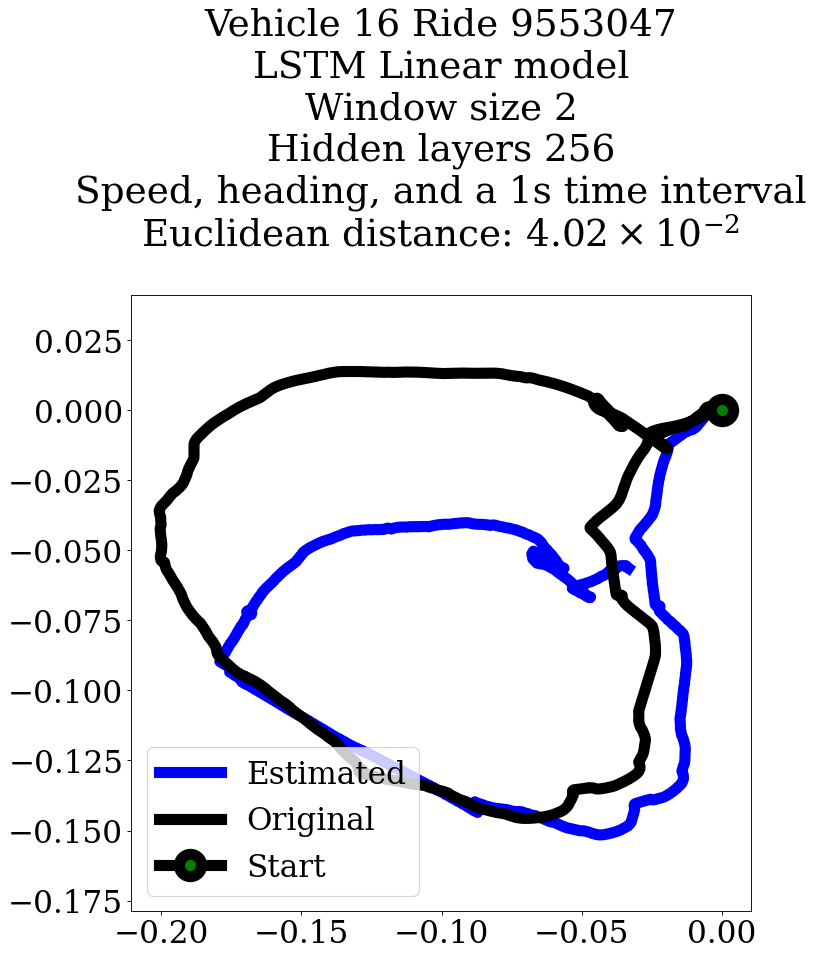 Vehicle 16 Ride 9553047
LSTM Linear model
Window size 2
Hidden layers 256
Speed, heading, and a 1s time interval
Euclidean distance: 4.02 × 10⁻²
0.025
0.000
−0.025
−0.050
−0.075
−0.100
−0.125
−0.150
−0.175
Estimated
Original
Start
−0.20 −0.15 −0.10 −0.05 0.00